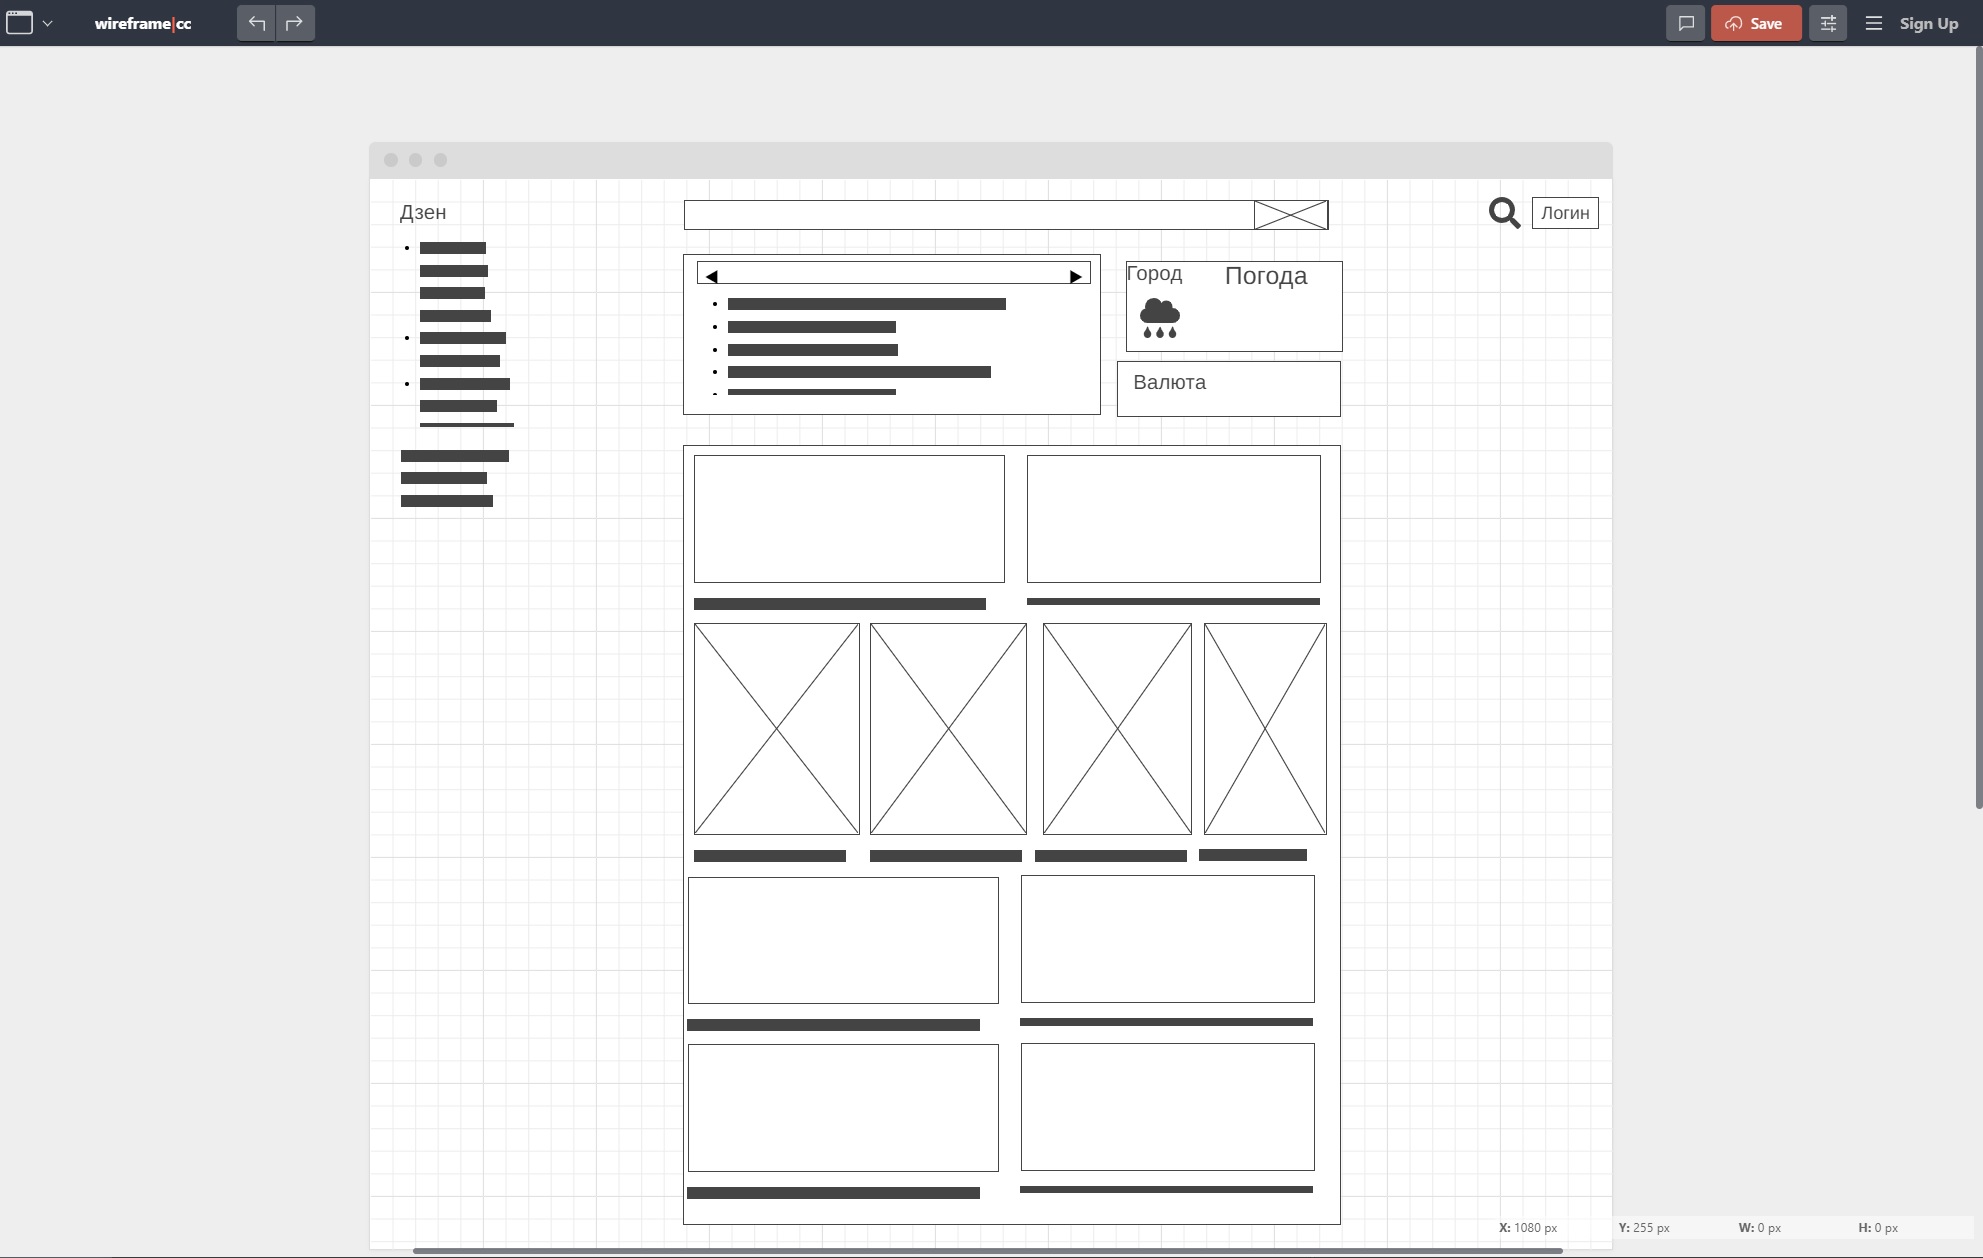 wireframe|cc
Save
Sign Up
Дзен
Логин
Город
Погода
Валюта
X: 1080 px
Y: 255 px
W: 0 px
H: 0 px